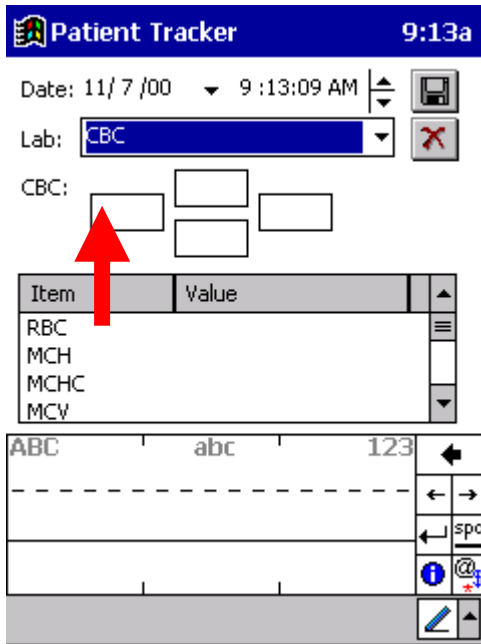 Patient Tracker 9:13a
Date: 11/ 7 /00 9 :13:09 AM
Lab: CBC
CBC:
Item Value
RBC
MCH
MCHC
MCV
ABC abc 123
spc
@
*